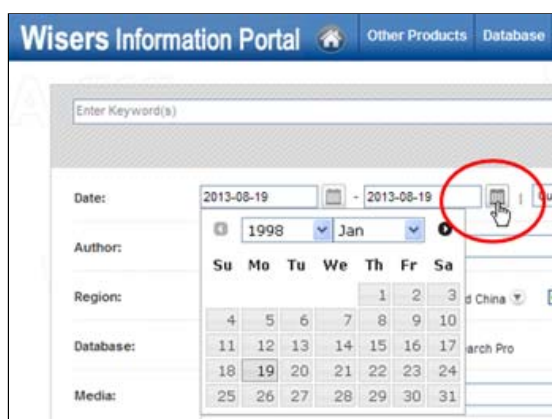 Wisers Information Portal Other Products Database
Enter Keyword(s)
Date: 2013-08-19 - 2013-08-19
1998 Jan
Author:
Su Mo Tu We Th Fr Sa
1 2 3
Region: d China
4 5 6 7 8 9 10
Database: 11 12 13 14 15 16 17 arch Pro
18 19 20 21 22 23 24
Media: 25 26 27 28 29 30 31